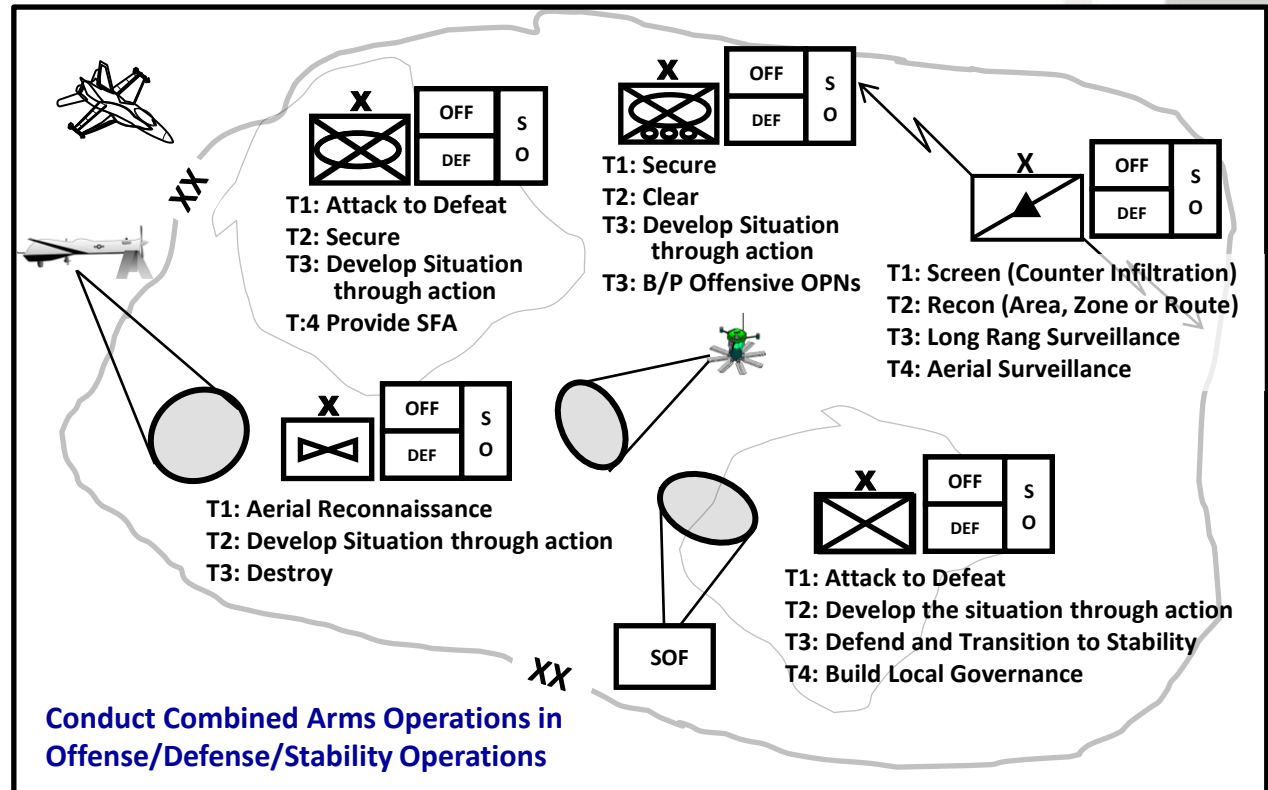 X
OFF
DEF
S
O
T1: Attack to Defeat
T2: Secure
T3: Develop Situation
through action
T:4 Provide SFA
X
OFF
DEF
S
O
T1: Secure
T2: Clear
T3: Develop Situation
through action
T3: B/P Offensive OPNs
X
OFF
DEF
S
O
T1: Screen (Counter Infiltration)
T2: Recon (Area, Zone or Route)
T3: Long Rang Surveillance
T4: Aerial Surveillance
XX
X
OFF
DEF
S
O
T1: Aerial Reconnaissance
T2: Develop Situation through action
T3: Destroy
X
OFF
DEF
S
O
T1: Attack to Defeat
T2: Develop the situation through action
T3: Defend and Transition to Stability
T4: Build Local Governance
SOF
XX
Conduct Combined Arms Operations in
Offense/Defense/Stability Operations